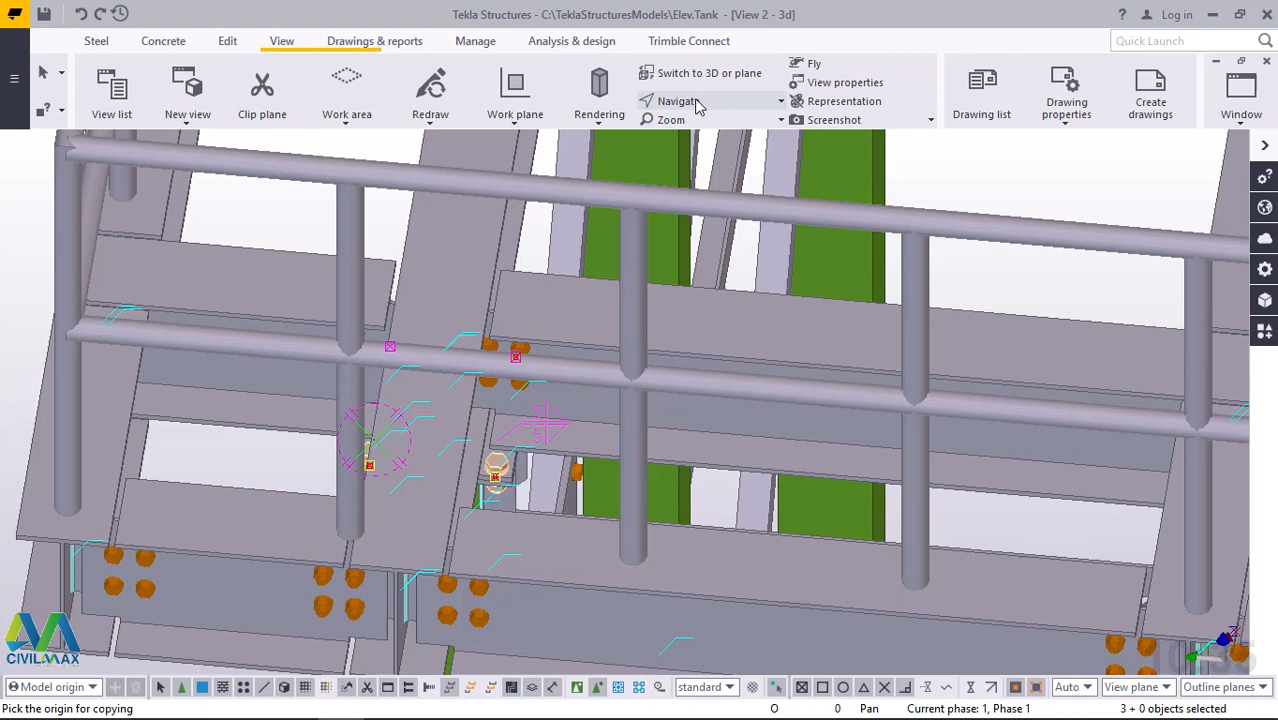 Tekla Structures - C:\TeklaStructuresModels\Elev.Tank - [View 2 - 3d]
Log in
Steel Concrete Edit View Drawings & reports Manage Analysis & design Trimble Connect
Quick Launch
View list New view Clip plane Work area Redraw Work plane Rendering
Switch to 3D or plane
Navigate
Zoom
Fly
View properties
Representation
Screenshot
Drawing list Drawing properties Create drawings Window
CIVILMAX
Model origin standard Auto View plane Outline planes
Pick the origin for copying O 0 Pan Current phase: 1, Phase 1 3 + 0 objects selected